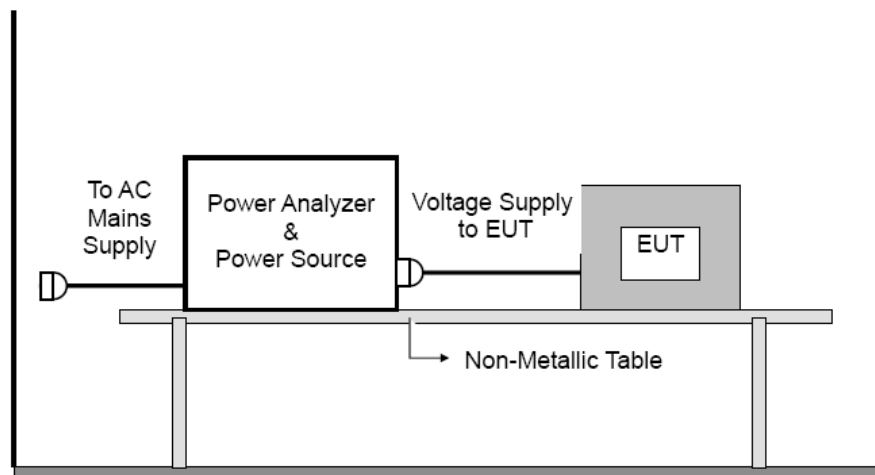 To AC
Mains
Supply
Power Analyzer
&
Power Source
Voltage Supply
to EUT
EUT
Non-Metallic Table